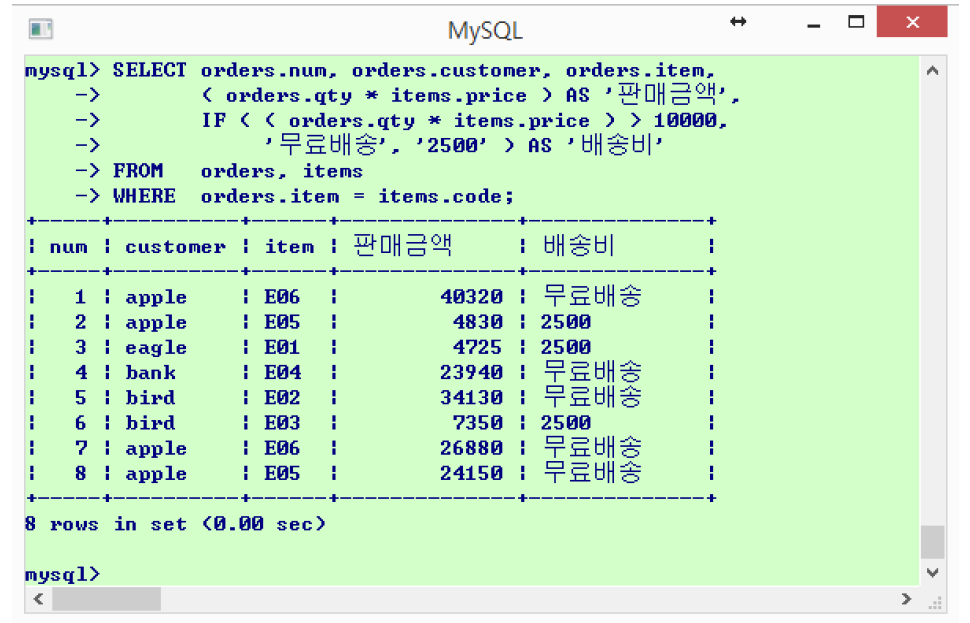 MySQL
mysql> SELECT orders.num, orders.customer, orders.item,
    ->        ( orders.qty * items.price ) AS '판매금액',
    ->        IF ( ( orders.qty * items.price ) > 10000,
    ->             '무료배송', '2500' ) AS '배송비'
    -> FROM   orders, items
    -> WHERE  orders.item = items.code;
+-----+----------+------+--------------+--------------+
| num | customer | item | 판매금액 | 배송비 |
+-----+----------+------+--------------+--------------+
|   1 | apple    | E06  |        40320 | 무료배송 |
|   2 | apple    | E05  |         4830 | 2500         |
|   3 | eagle    | E01  |         4725 | 2500         |
|   4 | bank     | E04  |        23940 | 무료배송 |
|   5 | bird     | E02  |        34130 | 무료배송 |
|   6 | bird     | E03  |         7350 | 2500         |
|   7 | apple    | E06  |        26880 | 무료배송 |
|   8 | apple    | E05  |        24150 | 무료배송 |
+-----+----------+------+--------------+--------------+
8 rows in set (0.00 sec)
mysql>